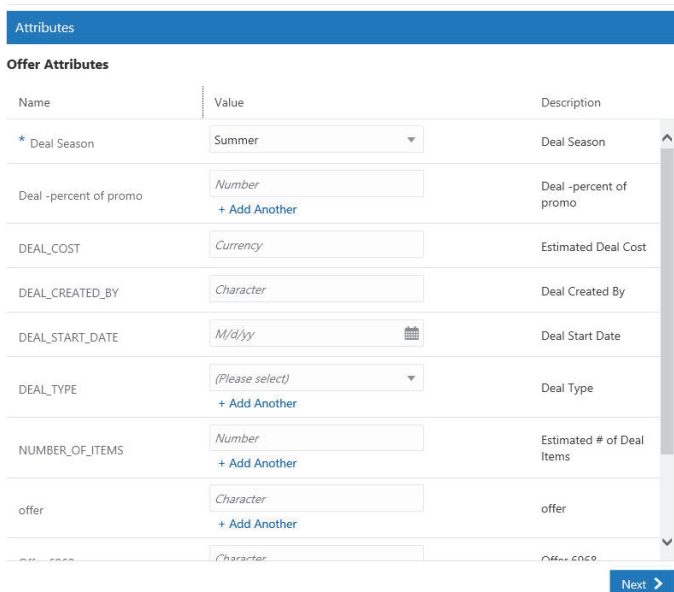 Attributes
Offer Attributes
Name Value Description
* Deal Season Summer Deal Season
Deal -percent of promo Number Deal -percent of
promo
+ Add Another
DEAL_COST Currency Estimated Deal Cost
DEAL_CREATED_BY Character Deal Created By
DEAL_START_DATE M/d/yy Deal Start Date
DEAL_TYPE (Please select) Deal Type
+ Add Another
NUMBER_OF_ITEMS Number Estimated # of Deal
Items
+ Add Another
offer Character offer
+ Add Another
Character Offer 6968
Next